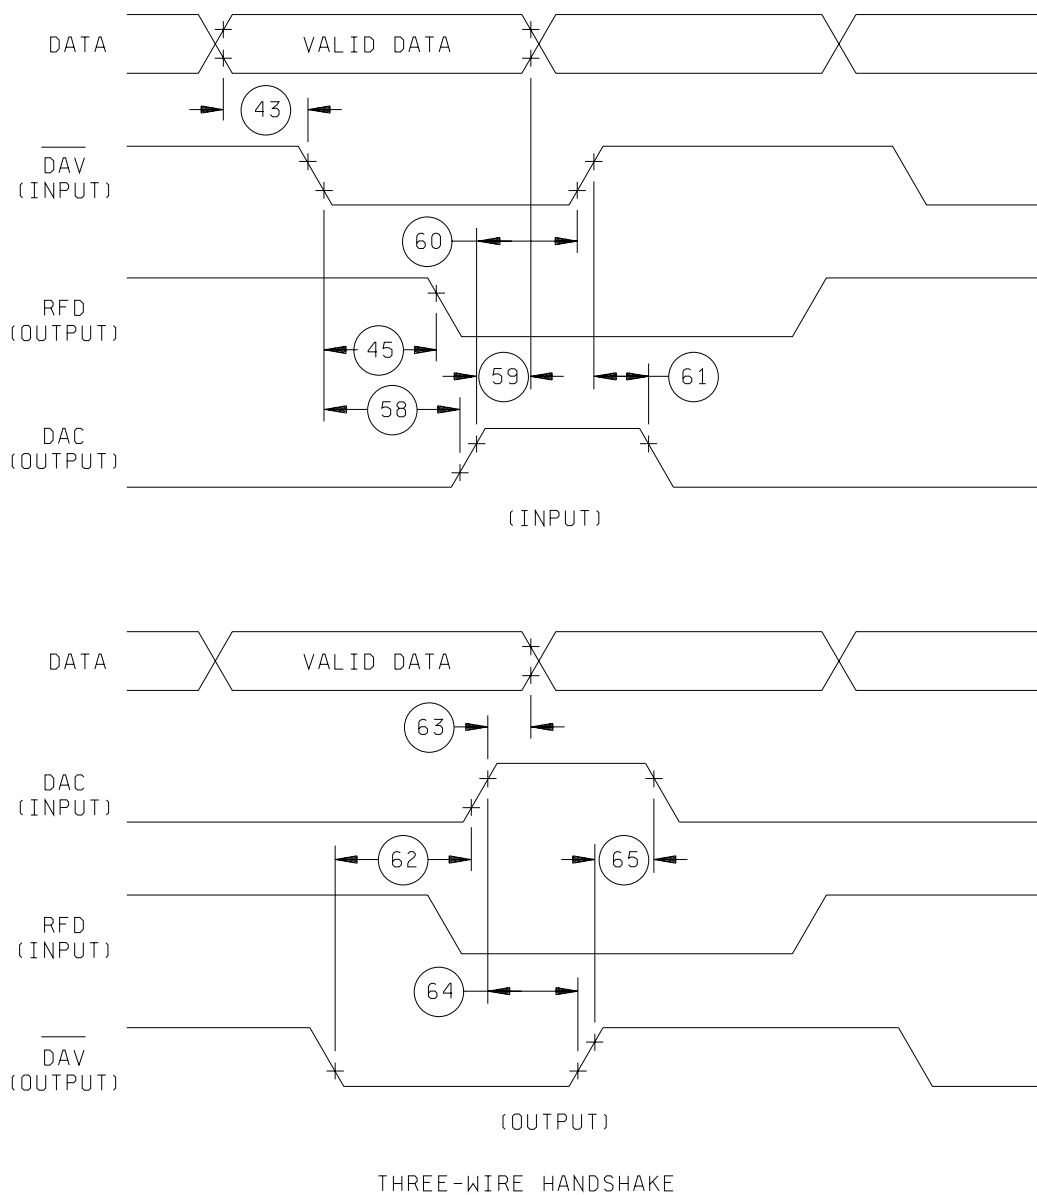 DATA VALID DATA
43
DAV
(INPUT)
60
RFD
(OUTPUT)
45
59 61
58
DAC
(OUTPUT)
(INPUT)
DATA VALID DATA
63
DAC
(INPUT)
62 65
RFD
(INPUT)
64
DAV
(OUTPUT)
(OUTPUT)
THREE-WIRE HANDSHAKE